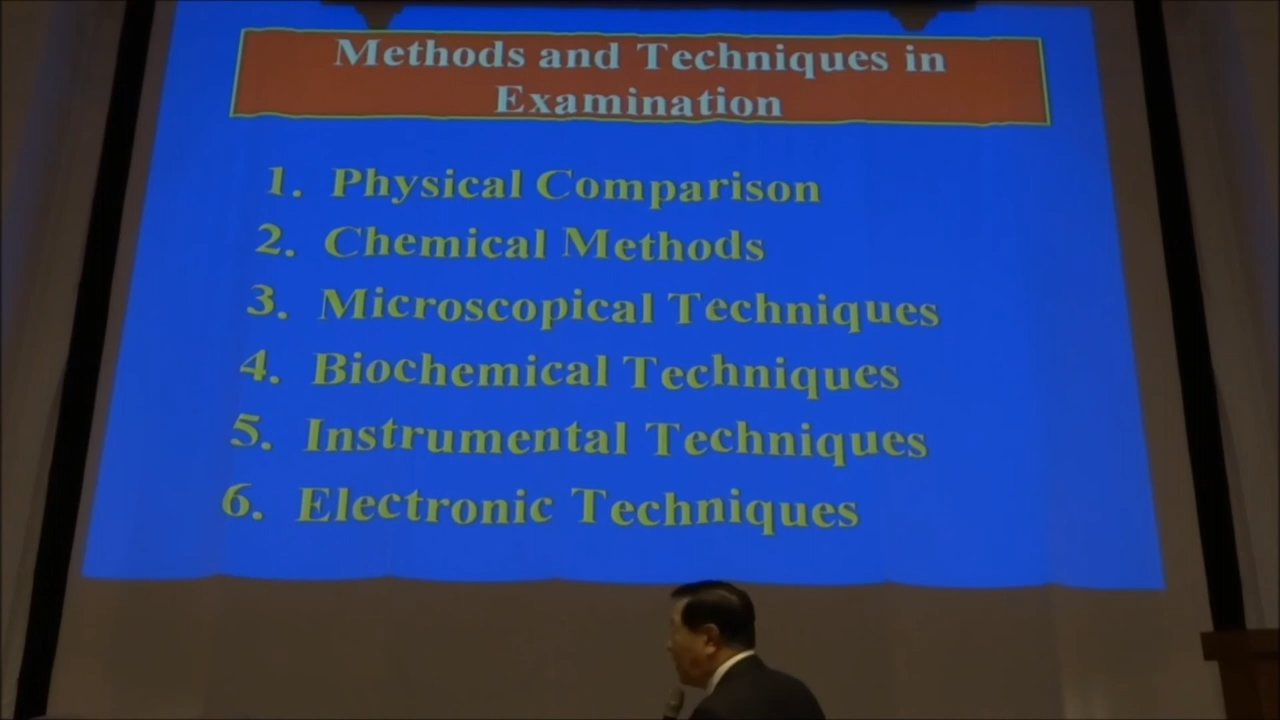 Methods and Techniques in
Examination
1. Physical Comparison
2. Chemical Methods
3. Microscopical Techniques
4. Biochemical Techniques
5. Instrumental Techniques
6. Electronic Techniques